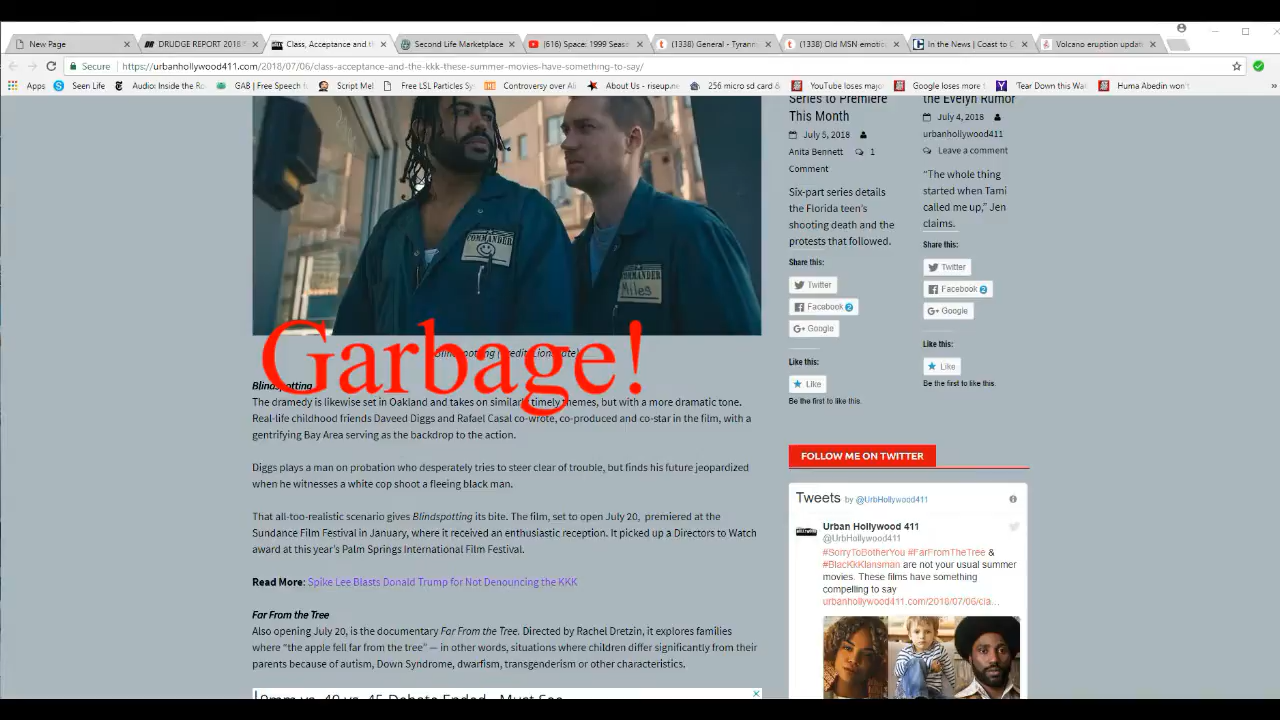 New Page
DRUDGE REPORT 2018
Class, Acceptance and th
Second Life Marketplace
(616) Space: 1999 Seas
(1338) General - Tyrann
(1338) Old MSN emotic
In the News | Coast to C
Volcano eruption updat
Secure
https://urbanhollywood411.com/2018/07/06/class-acceptance-and-the-kkk-these-summer-movies-have-something-to-say/
Apps
Seen Life
Audio: Inside the Ro
GAB | Free Speech f
Script Me!
Free LSL Particles Sy
Controversy over Al
About Us - riseup.ne
256 micro sd card &
YouTube loses majo
Google loses more t
'Tear Down this Wa
Huma Abedin won't
»
COMMANDER
COMMANDER
Miles
Garbage!
Blindspotting
The dramedy is likewise set in Oakland and takes on similarly timely themes, but with a more dramatic tone.
Real-life childhood friends Daveed Diggs and Rafael Casal co-wrote, co-produced and co-star in the film, with a
gentrifying Bay Area serving as the backdrop to the action.
Diggs plays a man on probation who desperately tries to steer clear of trouble, but finds his future jeopardized
when he witnesses a white cop shoot a fleeing black man.
That all-too-realistic scenario gives Blindspotting its bite. The film, set to open July 20, premiered at the
Sundance Film Festival in January, where it received an enthusiastic reception. It picked up a Directors to Watch
award at this year's Palm Springs International Film Festival.
Read More: Spike Lee Blasts Donald Trump for Not Denouncing the KKK
Far From the Tree
Also opening July 20, is the documentary Far From the Tree. Directed by Rachel Dretzin, it explores families
where “the apple fell far from the tree” — in other words, situations where children differ significantly from their
parents because of autism, Down Syndrome, dwarfism, transgenderism or other characteristics.
9mm vs. 40 vs. 45 Debate Ended - Must See
Series to Premiere
This Month
July 5, 2018
Anita Bennett 1
Comment
Six-part series details
the Florida teen's
shooting death and the
protests that followed.
Share this:
Twitter
Facebook 2
G+ Google
Like this:
Like
Be the first to like this.
the Evelyn Rumor
July 4, 2018
urbanhollywood411
Leave a comment
“The whole thing
started when Tami
called me up,” Jen
claims.
Share this:
Twitter
Facebook 2
G+ Google
Like this:
Like
Be the first to like this.
FOLLOW ME ON TWITTER
Tweets by @UrbHollywood411
Urban Hollywood 411
@UrbHollywood411
#SorryToBotherYou #FarFromTheTree &
#BlacKkKlansman are not your usual summer
movies. These films have something
compelling to say
urbanhollywood411.com/2018/07/06/cla…